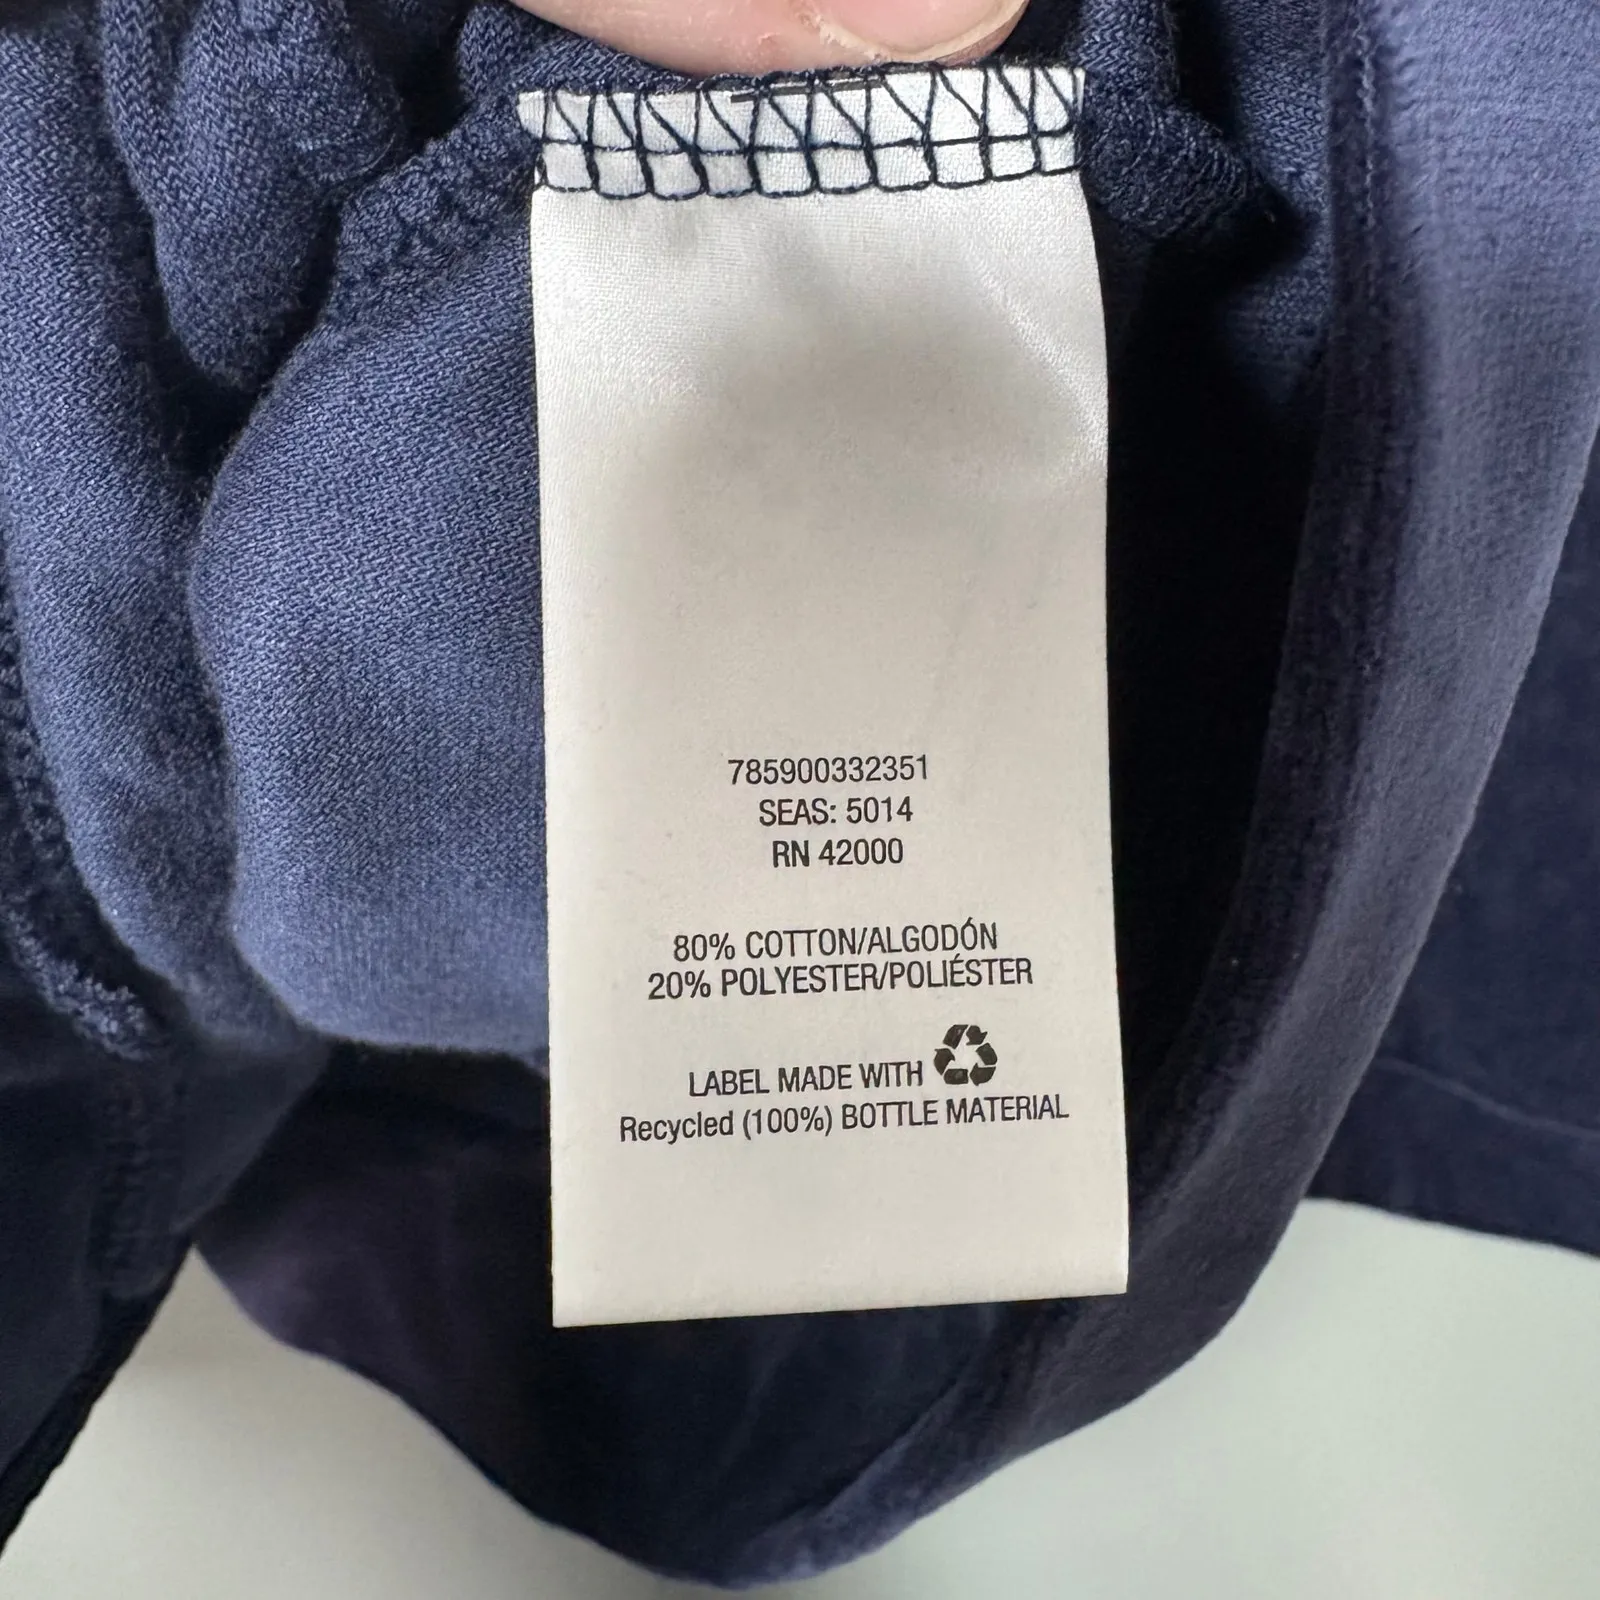 785900332351
SEAS: 5014
RN 42000
80% COTTON/ALGODÓN
20% POLYESTER/POLIÉSTER
LABEL MADE WITH
Recycled (100%) BOTTLE MATERIAL